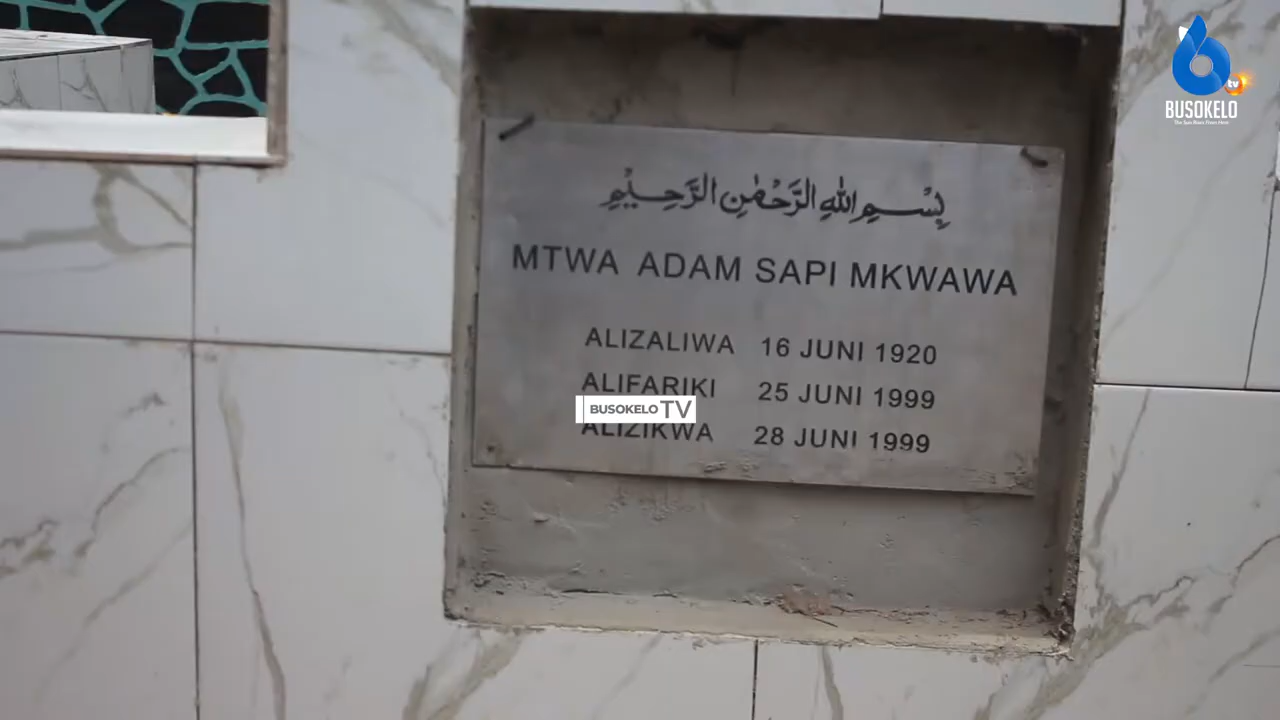 بِسْمِ اللهِ الرَّحْمٰنِ الرَّحِيْمِ
MTWA ADAM SAPI MKWAWA
ALIZALIWA 16 JUNI 1920
ALIFARIKI 25 JUNI 1999
ALIZIKWA 28 JUNI 1999
BUSOKELO TV
tv
BUSOKELO